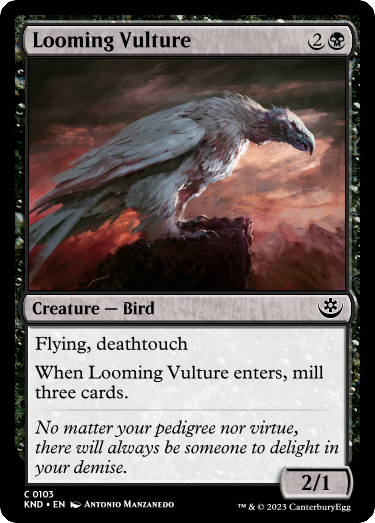 Looming Vulture 2
Creature — Bird
Flying, deathtouch
When Looming Vulture enters, mill
three cards.
No matter your pedigree nor virtue,
there will always be someone to delight in
your demise.
2/1
C 0103
KND • EN Antonio Manzanedo
™ & © 2023 CanterburyEgg